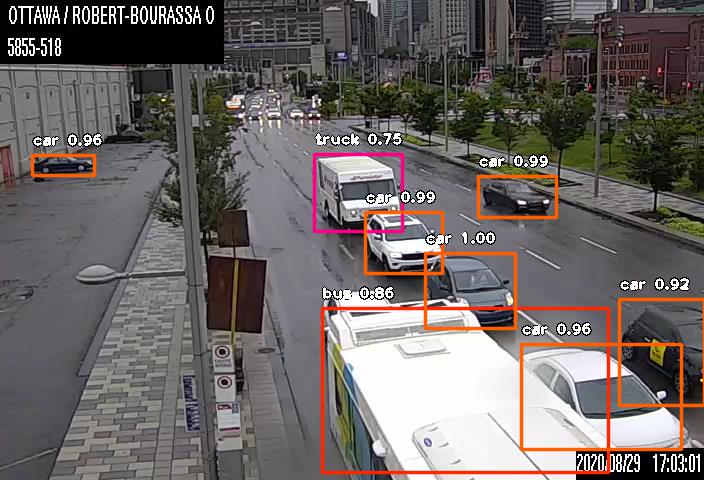 OTTAWA / ROBERT-BOURASSA O
5855-518
car 0.96
truck 0.75
Purolator
car 0.99
car 0.99
car 1.00
bus 0.86
car 0.92
car 0.96
2020/08/29 17:03:01